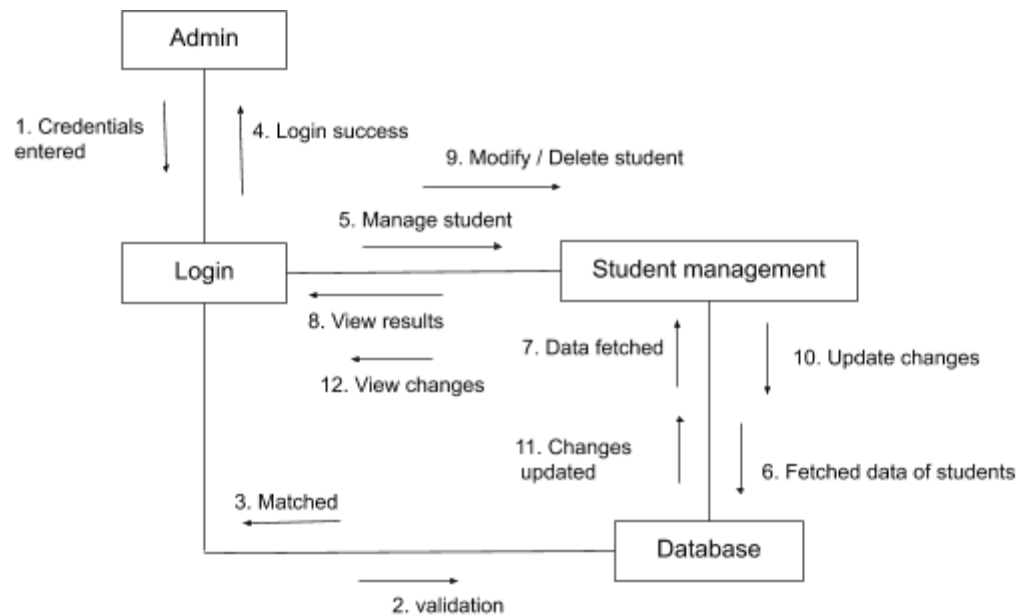 Admin
1. Credentials
entered
4. Login success
9. Modify / Delete student
5. Manage student
Login
Student management
8. View results
7. Data fetched
10. Update changes
12. View changes
11. Changes
updated
6. Fetched data of students
3. Matched
Database
2. validation